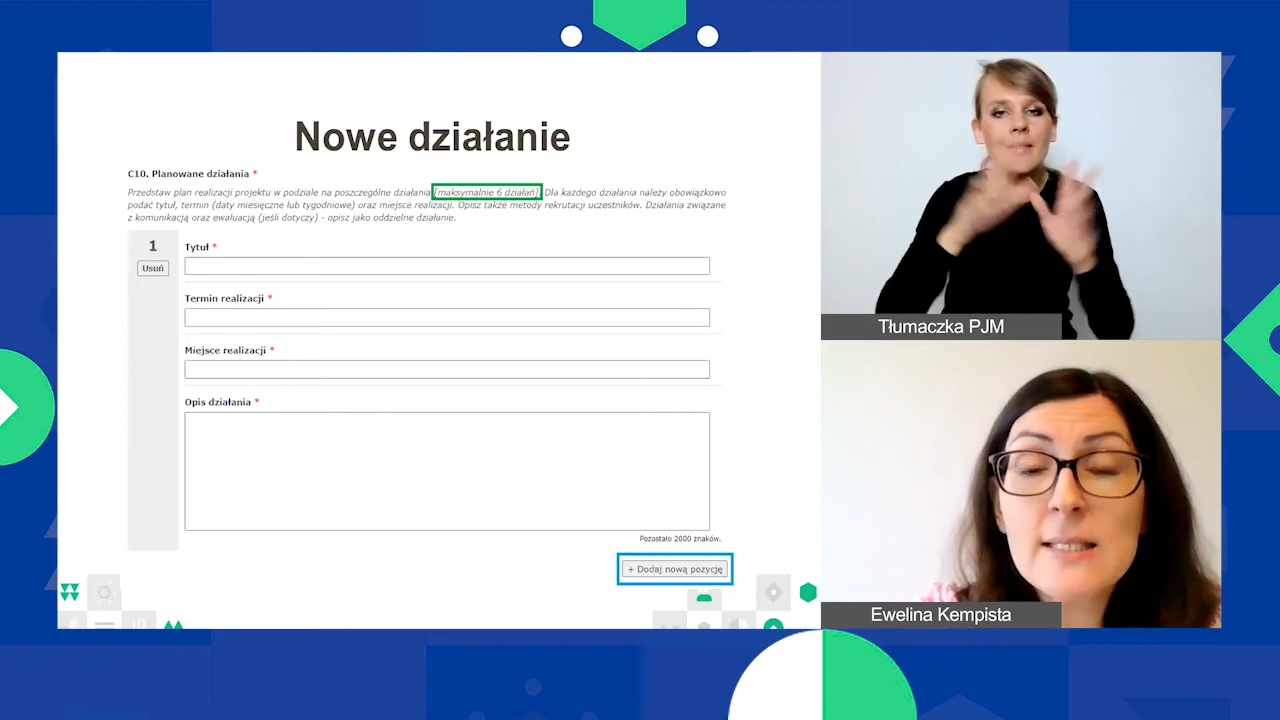 Nowe działanie
C10. Planowane działania *
Przedstaw plan realizacji projektu w podziale na poszczególne działania [maksymalnie 6 działań]. Dla każdego działania należy obowiązkowo
podać tytuł, termin (daty miesięczne lub tygodniowe) oraz miejsce realizacji. Opisz także metody rekrutacji uczestników. Działania związane
z komunikacją oraz ewaluacją (jeśli dotyczy) - opisz jako oddzielne działanie.
1
Usuń
Tytuł *
Termin realizacji *
Miejsce realizacji *
Opis działania *
Pozostało 2000 znaków.
+ Dodaj nową pozycję
Tłumaczka PJM
Ewelina Kempista